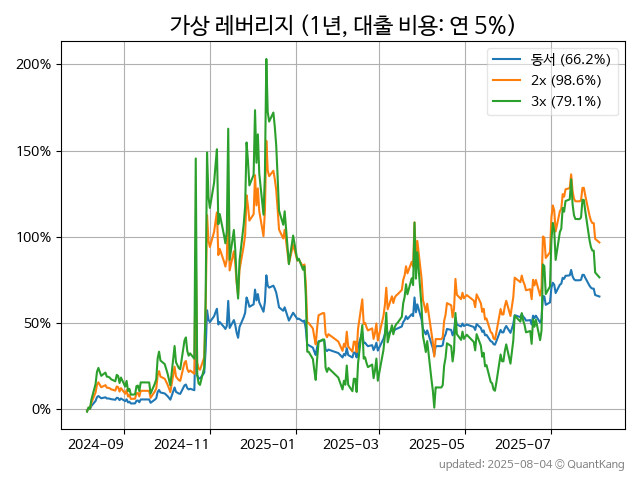 가상 레버리지 (1년, 대출 비용: 연 5%)
동서 (66.2%)
2x (98.6%)
3x (79.1%)
200%
150%
100%
50%
0%
2024-09 2024-11 2025-01 2025-03 2025-05 2025-07
updated: 2025-08-04 © QuantKang